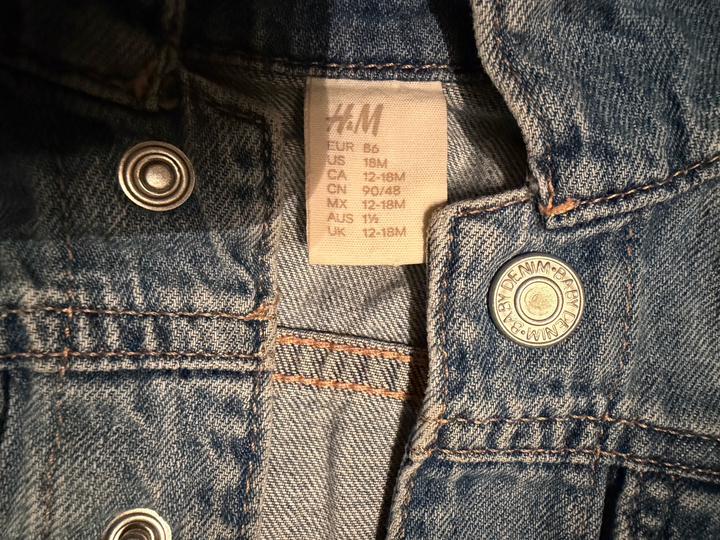 H&M
EUR 86
US 18M
CA 12-18M
CN 90/48
MX 12-18M
AUS 1½
UK 12-18M
BABY DENIM·BABY DENIM·